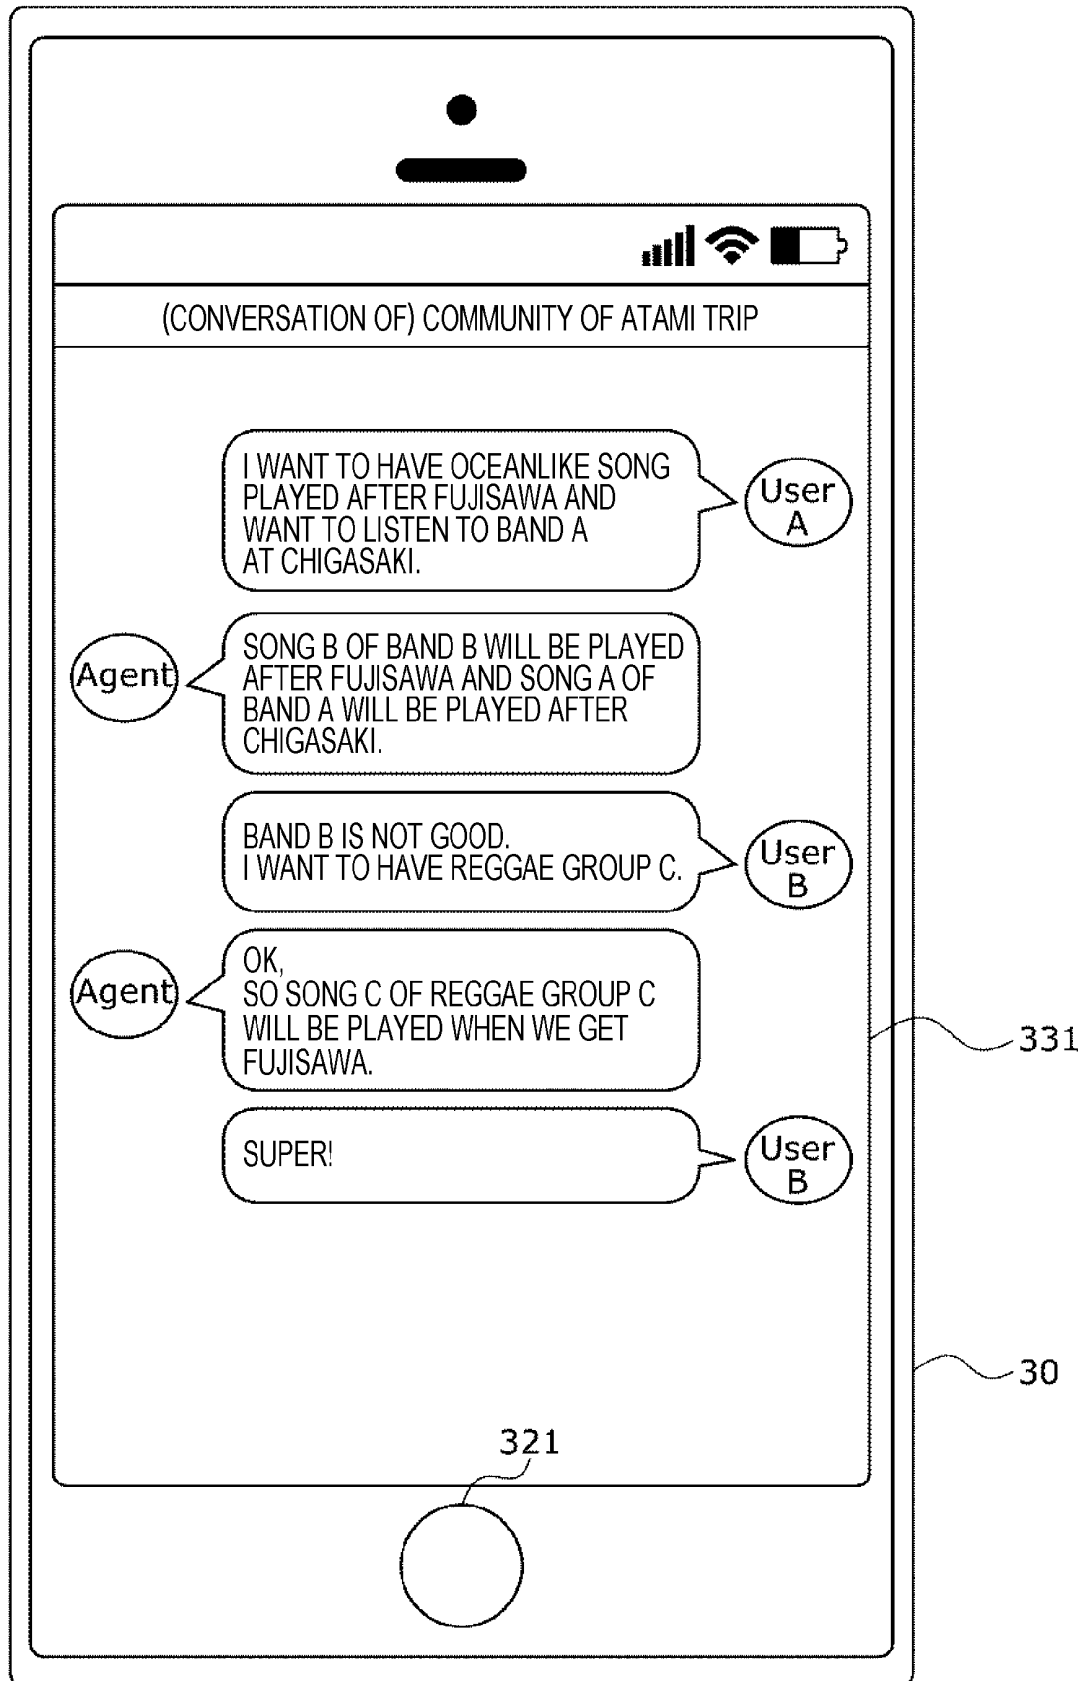 (CONVERSATION OF) COMMUNITY OF ATAMI TRIP
I WANT TO HAVE OCEANLIKE SONG
PLAYED AFTER FUJISAWA AND
WANT TO LISTEN TO BAND A
AT CHIGASAKI.
User
A
Agent
SONG B OF BAND B WILL BE PLAYED
AFTER FUJISAWA AND SONG A OF
BAND A WILL BE PLAYED AFTER
CHIGASAKI.
BAND B IS NOT GOOD.
I WANT TO HAVE REGGAE GROUP C.
User
B
Agent
OK,
SO SONG C OF REGGAE GROUP C
WILL BE PLAYED WHEN WE GET
FUJISAWA.
331
SUPER!
User
B
30
321